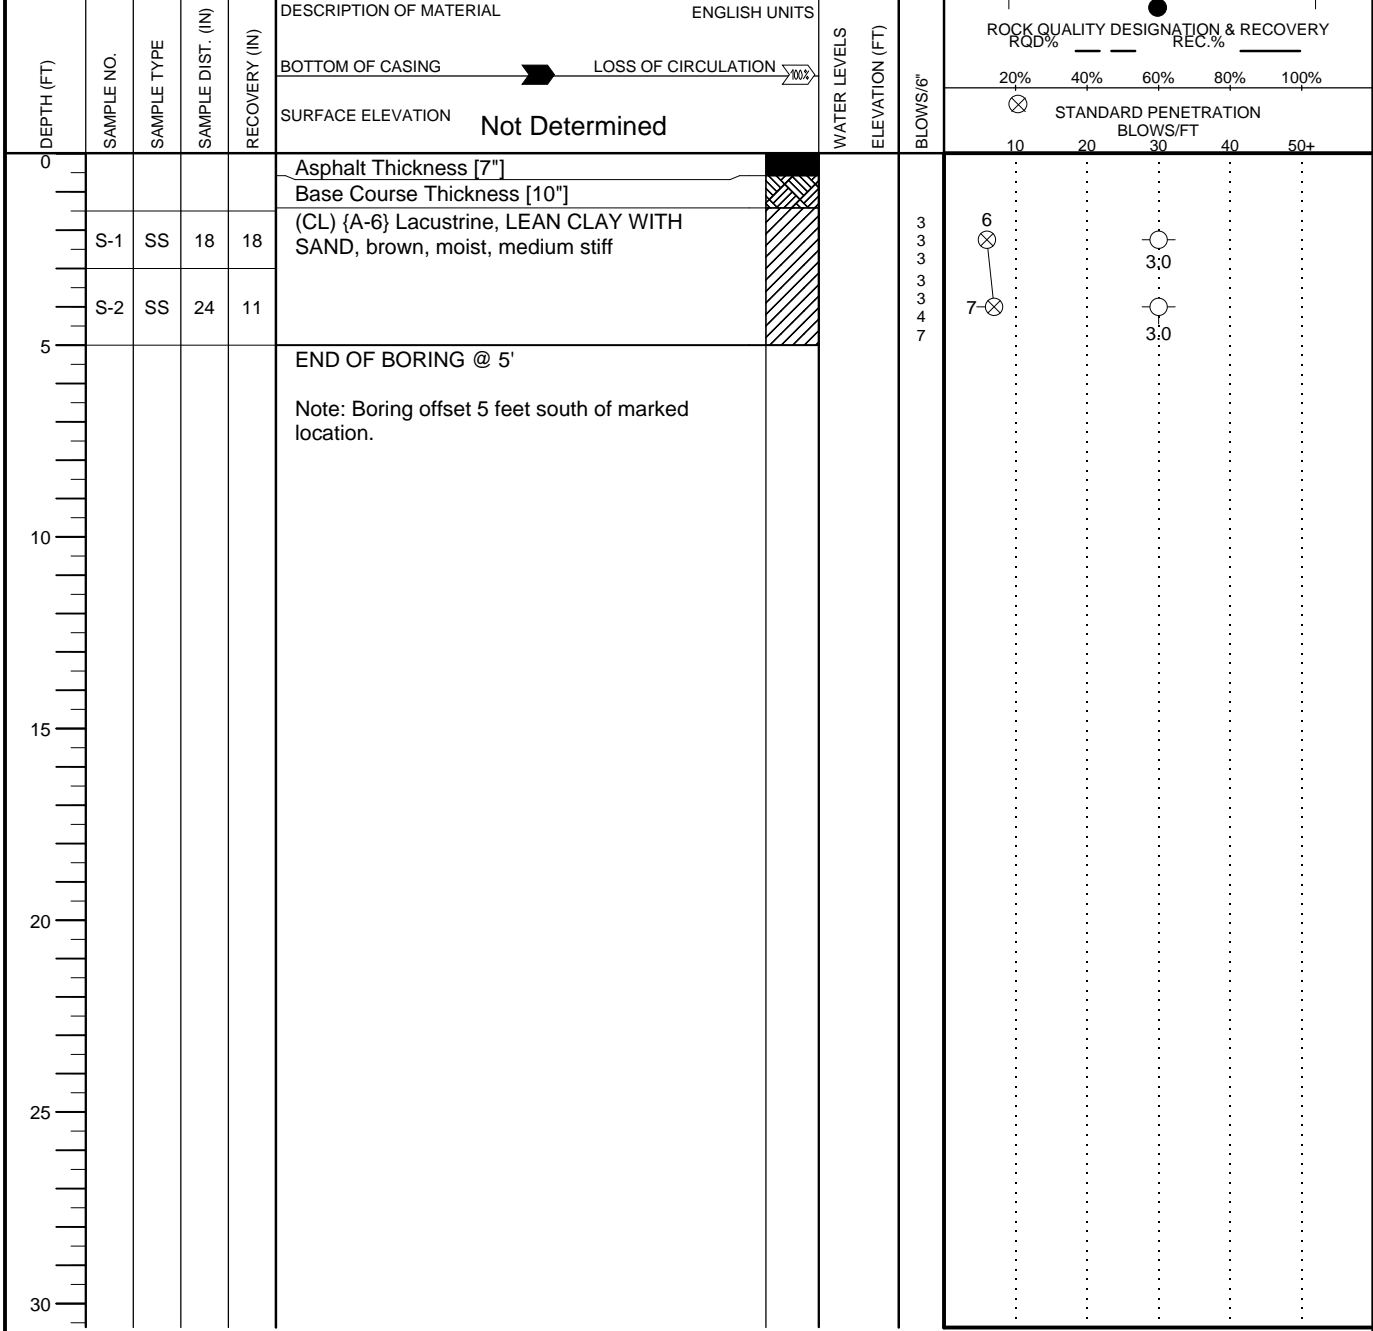 DESCRIPTION OF MATERIAL ENGLISH UNITS
BOTTOM OF CASING LOSS OF CIRCULATION 100%
SURFACE ELEVATION Not Determined
DEPTH (FT)
SAMPLE NO.
SAMPLE TYPE
SAMPLE DIST. (IN)
RECOVERY (IN)
WATER LEVELS
ELEVATION (FT)
BLOWS/6"
ROCK QUALITY DESIGNATION & RECOVERY
RQD% REC.%
20% 40% 60% 80% 100%
STANDARD PENETRATION
BLOWS/FT
10 20 30 40 50+
0
Asphalt Thickness [7"]
Base Course Thickness [10"]
(CL) {A-6} Lacustrine, LEAN CLAY WITH
SAND, brown, moist, medium stiff
S-1 SS 18 18
3
3
3
6
3.0
S-2 SS 24 11
3
3
4
7
7
3.0
5
END OF BORING @ 5'
Note: Boring offset 5 feet south of marked
location.
10
15
20
25
30